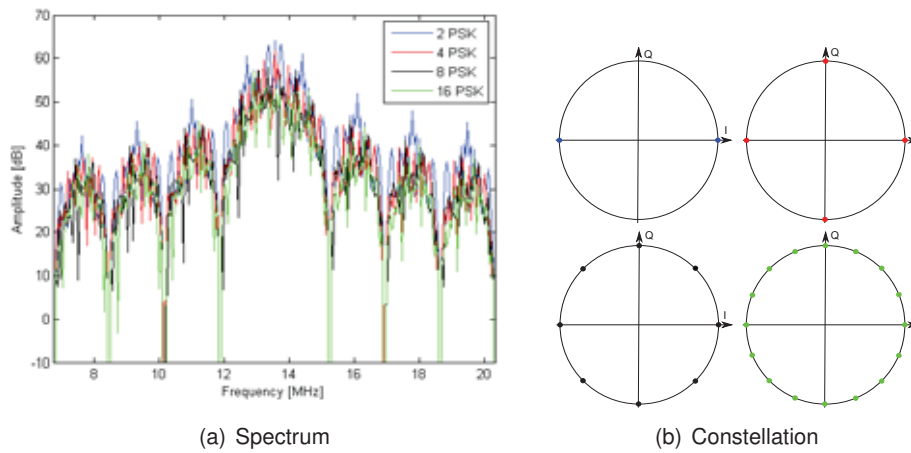 70
60
50
40
30
20
10
0
-10
Amplitude [dB]
2 PSK
4 PSK
8 PSK
16 PSK
8 10 12 14 16 18 20
Frequency [MHz]
(a) Spectrum
Q
I
Q
Q
I
Q
(b) Constellation